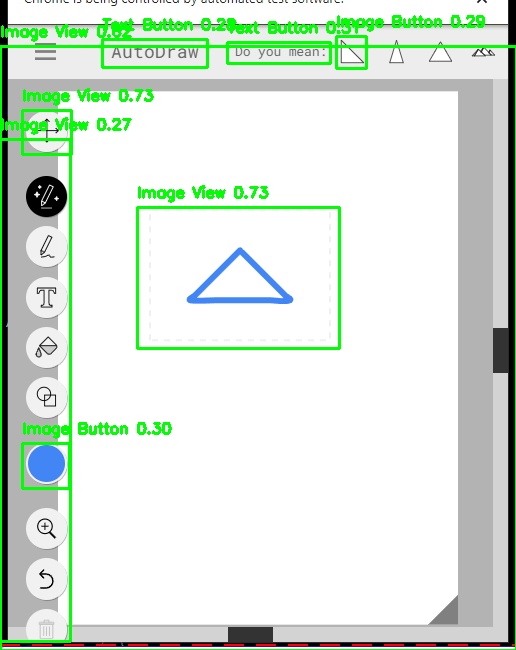 Chrome is being controlled by automated test software.
Image View 0.62
Text Button 0.29
Text Button 0.31
Image Button 0.29
AutoDraw
Do you mean:
Image View 0.73
Image View 0.27
Image View 0.73
T
Image Button 0.30